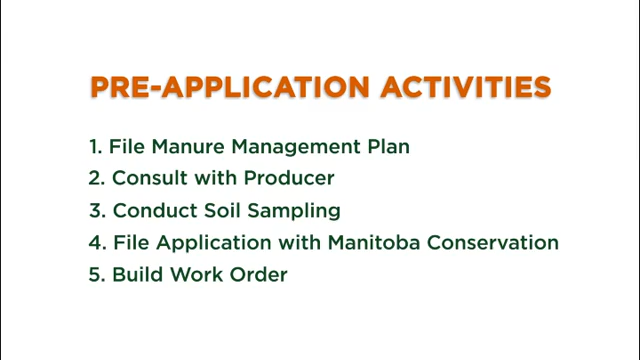 PRE-APPLICATION ACTIVITIES
1. File Manure Management Plan
2. Consult with Producer
3. Conduct Soil Sampling
4. File Application with Manitoba Conservation
5. Build Work Order